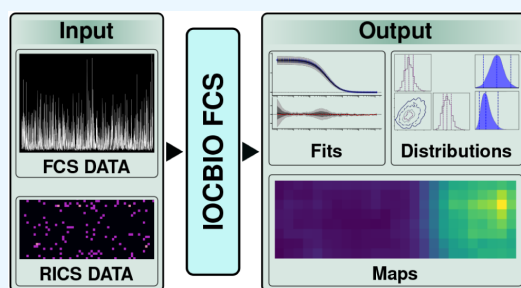 Input
FCS DATA
RICS DATA
IOCBIO FCS
Output
Fits
Distributions
Maps